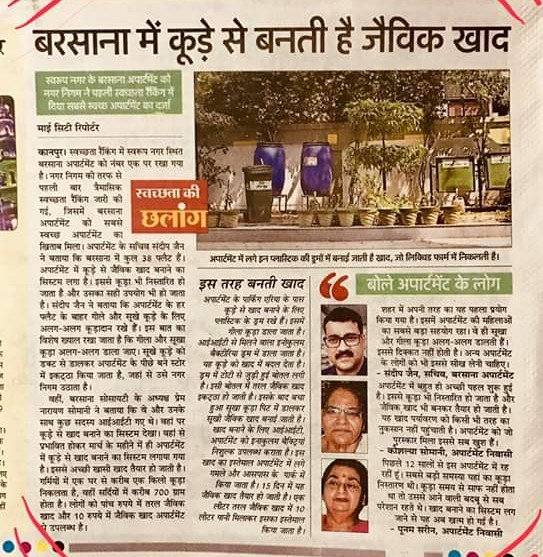 बरसाना में कूड़े से बनती है जैविक खाद
स्वरूप नगर के बरसाना अपार्टमेंट को
नगर निगम ने पहली स्वच्छता रैंकिंग में
दिया सबसे स्वच्छ अपार्टमेंट का दर्जा
माई सिटी रिपोर्टर
कानपुर। स्वच्छता रैंकिंग में स्वरूप नगर स्थित
बरसाना अपार्टमेंट को नंबर एक पर रखा गया
है। नगर निगम की तरफ से
पहली बार त्रैमासिक
स्वच्छता रैंकिंग जारी की
गई, जिसमें बरसाना
अपार्टमेंट को सबसे
स्वच्छ अपार्टमेंट का
खिताब मिला। अपार्टमेंट के सचिव संदीप जैन
ने बताया कि बरसाना में कुल 38 फ्लैट हैं।
अपार्टमेंट में कूड़े से जैविक खाद बनाने का
सिस्टम लगा है। इससे कूड़ा भी निस्तारित हो
जाता है और उसका सही उपयोग भी हो जाता
है। संदीप जैन ने बताया कि अपार्टमेंट के हर
फ्लैट के बाहर गीले और सूखे कूड़े के लिए
अलग-अलग कूड़ादान रखे हैं। इस बात का
विशेष ख्याल रखा जाता है कि गीला और सूखा
कूड़ा अलग-अलग डाला जाए। सूखे कूड़े को
डक्ट से डालकर अपार्टमेंट के पीछे बने स्टोर
में इकट्ठा किया जाता है, जहां से उसे नगर
निगम उठाता है।
वहीं, बरसाना सोसायटी के अध्यक्ष प्रेम
नारायण सोमानी ने बताया कि वे और उनके
साथ कुछ सदस्य आईआईटी गए थे। वहां पर
कूड़े से खाद बनाने का सिस्टम देखा। वहां से
प्रभावित होकर मार्च के महीने में ही अपार्टमेंट
में कूड़े से खाद बनाने का सिस्टम लगाया गया
है। इससे अच्छी खासी खाद तैयार हो जाती है।
गर्मियों में एक घर से करीब एक किलो कूड़ा
निकलता है, वहीं सर्दियों में करीब 700 ग्राम
होता है। लोगों को पांच रुपये में तरल जैविक
खाद और 10 रुपये में जैविक खाद अपार्टमेंट
में उपलब्ध है।
स्वच्छता की
छलांग
अपार्टमेंट में लगे इन प्लास्टिक की ड्रमों में बनाई जाती है खाद, जो लिक्विड फार्म में निकलती है।
इस तरह बनती खाद
अपार्टमेंट के पार्किंग एरिया के पास
कूड़े से खाद बनाने के लिए
प्लास्टिक के ड्रम रखे हैं। इसमें
गीला कूड़ा डाला जाता है।
आईआईटी से मिलने वाला इनोकुलम
बैक्टीरिया ड्रम में डाला जाता है।
यह कूड़े को खाद में बदल देता है।
ड्रम में टोटी से जुड़ी हुई बोतल लगी
है। इसी बोतल में तरल जैविक खाद
इकट्ठा हो जाती है। इसके बाद बचा
हुआ सूखा कूड़ा पिट में डालकर
सूखी जैविक खाद बनाई जाती है।
खाद बनाने के लिए आईआईटी,
अपार्टमेंट को इनाकुलम बैक्टिया
निशुल्क उपलब्ध कराता है। इस
खाद का इस्तेमाल अपार्टमेंट में लगे
गमले और आसपास के पार्क में
किया जाता है। 15 दिन में यह
जैविक खाद तैयार हो जाती है। एक
लीटर तरल जैविक खाद में 10
लीटर पानी मिलाकर इसका इस्तेमाल
किया जाता है।
बोले अपार्टमेंट के लोग
शहर में अपनी तरह का यह पहला प्रयोग
किया गया है। इसमें अपार्टमेंट की महिलाओं
का सबसे बड़ा सहयोग रहा। वे ही सूखा
और गीला कूड़ा अलग-अलग डालती हैं।
इससे दिक्कत नहीं होती है। अन्य अपार्टमेंट
के लोगों को भी इससे सीख लेनी चाहिए।
- संदीप जैन, सचिव, बरसाना अपार्टमेंट
अपार्टमेंट में बहुत ही अच्छी पहल शुरू हुई
है। इससे कूड़ा भी निस्तारित हो जाता है और
जैविक खाद भी बनकर तैयार हो जाती है।
यह खाद पर्यावरण को किसी भी तरह का
नुकसान नहीं पहुंचाती है। अपार्टमेंट को जो
पुरस्कार मिला इससे सब खुश हैं।
- कौशल्या सोमानी, अपार्टमेंट निवासी
पिछले 12 सालों से इस अपार्टमेंट में रह
रही हूं। सबसे बड़ी समस्या यहां का कूड़ा
निस्तारण थी। कूड़ा समय से साफ नहीं होता
था तो उससे आने वाली बदबू से सब
परेशान रहते थे। खाद बनाने का सिस्टम लग
जाने से यह अब खत्म हो गई है।
- पूनम सरीन, अपार्टमेंट निवासी